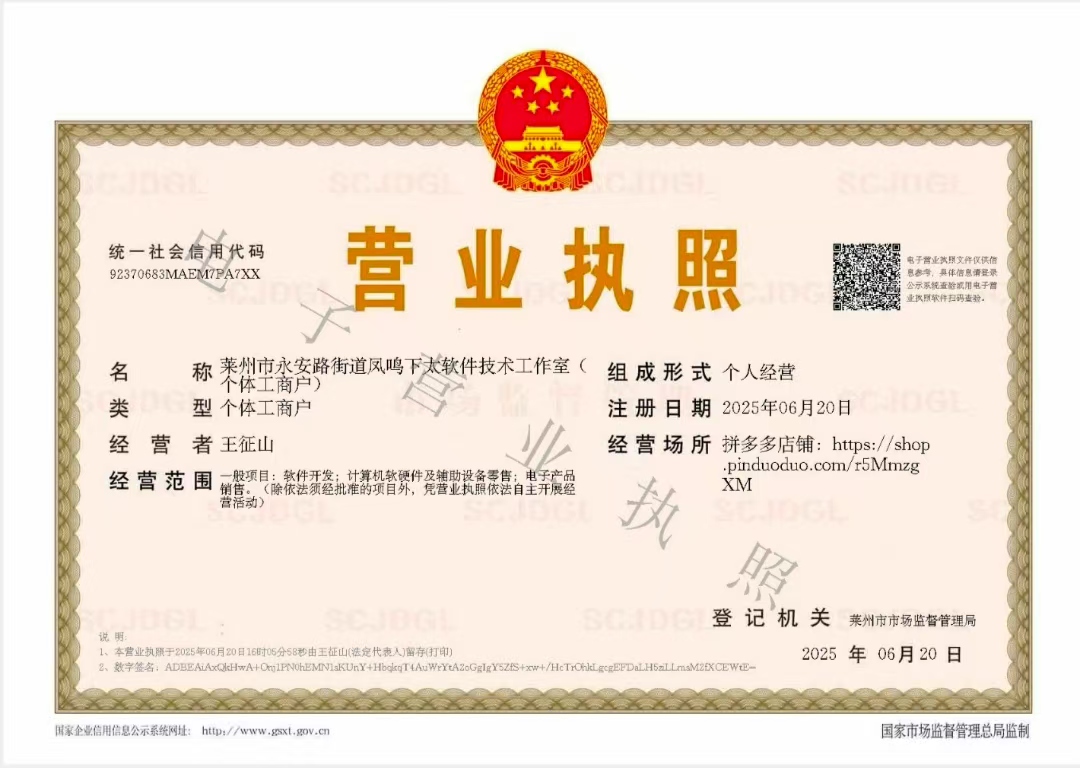 统一社会信用代码
92370683MAEM7PA7XX
营业执照
电子营业执照文件仅供信
息参考，具体信息请登录
公示系统查验或用电子营
业执照软件扫码查验。
名称 莱州市永安路街道凤鸣下太软件技术工作室（
个体工商户）
类型 个体工商户
经营者 王征山
经营范围 一般项目：软件开发；计算机软硬件及辅助设备零售；电子产品
销售。（除依法须经批准的项目外，凭营业执照依法自主开展经
营活动）
组成形式 个人经营
注册日期 2025年06月20日
经营场所 拼多多店铺：https://shop
.pinduoduo.com/r5Mmzg
XM
电子营业执照
登记机关 莱州市市场监督管理局
2025 年 06月20 日
说明：
1、本营业执照于2025年06月20日16时05分58秒由王征山(法定代表人)留存(打印)
2、数字签名：
国家企业信用信息公示系统网址： http://www.gsxt.gov.cn
国家市场监督管理总局监制
SCJDGL